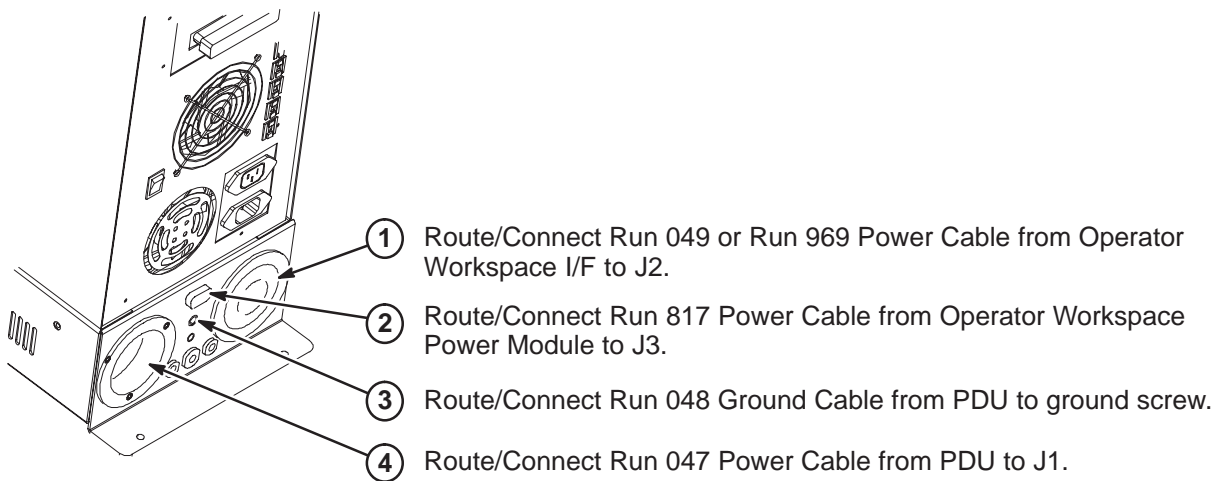 1 Route/Connect Run 049 or Run 969 Power Cable from Operator
Workspace I/F to J2.
2 Route/Connect Run 817 Power Cable from Operator Workspace
Power Module to J3.
3 Route/Connect Run 048 Ground Cable from PDU to ground screw.
4 Route/Connect Run 047 Power Cable from PDU to J1.